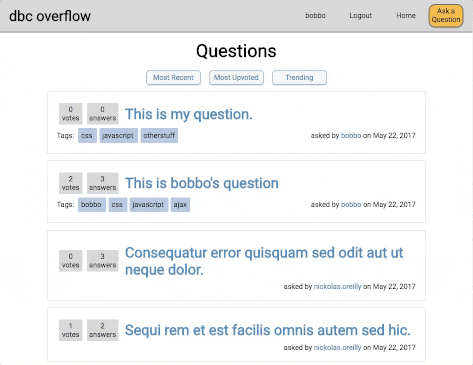 dbc overflow
bobbo Logout Home Ask a Question
Questions
Most Recent Most Upvoted Trending
0 votes 0 answers This is my question.
Tags: css javascript otherstuff asked by bobbo on May 22, 2017
2 votes 3 answers This is bobbo's question
Tags: bobbo css javascript ajax asked by bobbo on May 22, 2017
0 votes 3 answers Consequatur error quisquam sed odit aut ut
neque dolor.
asked by nickolas.oreilly on May 22, 2017
1 votes 2 answers Sequi rem et est facilis omnis autem sed hic.
asked by nickolas.oreilly on May 22, 2017